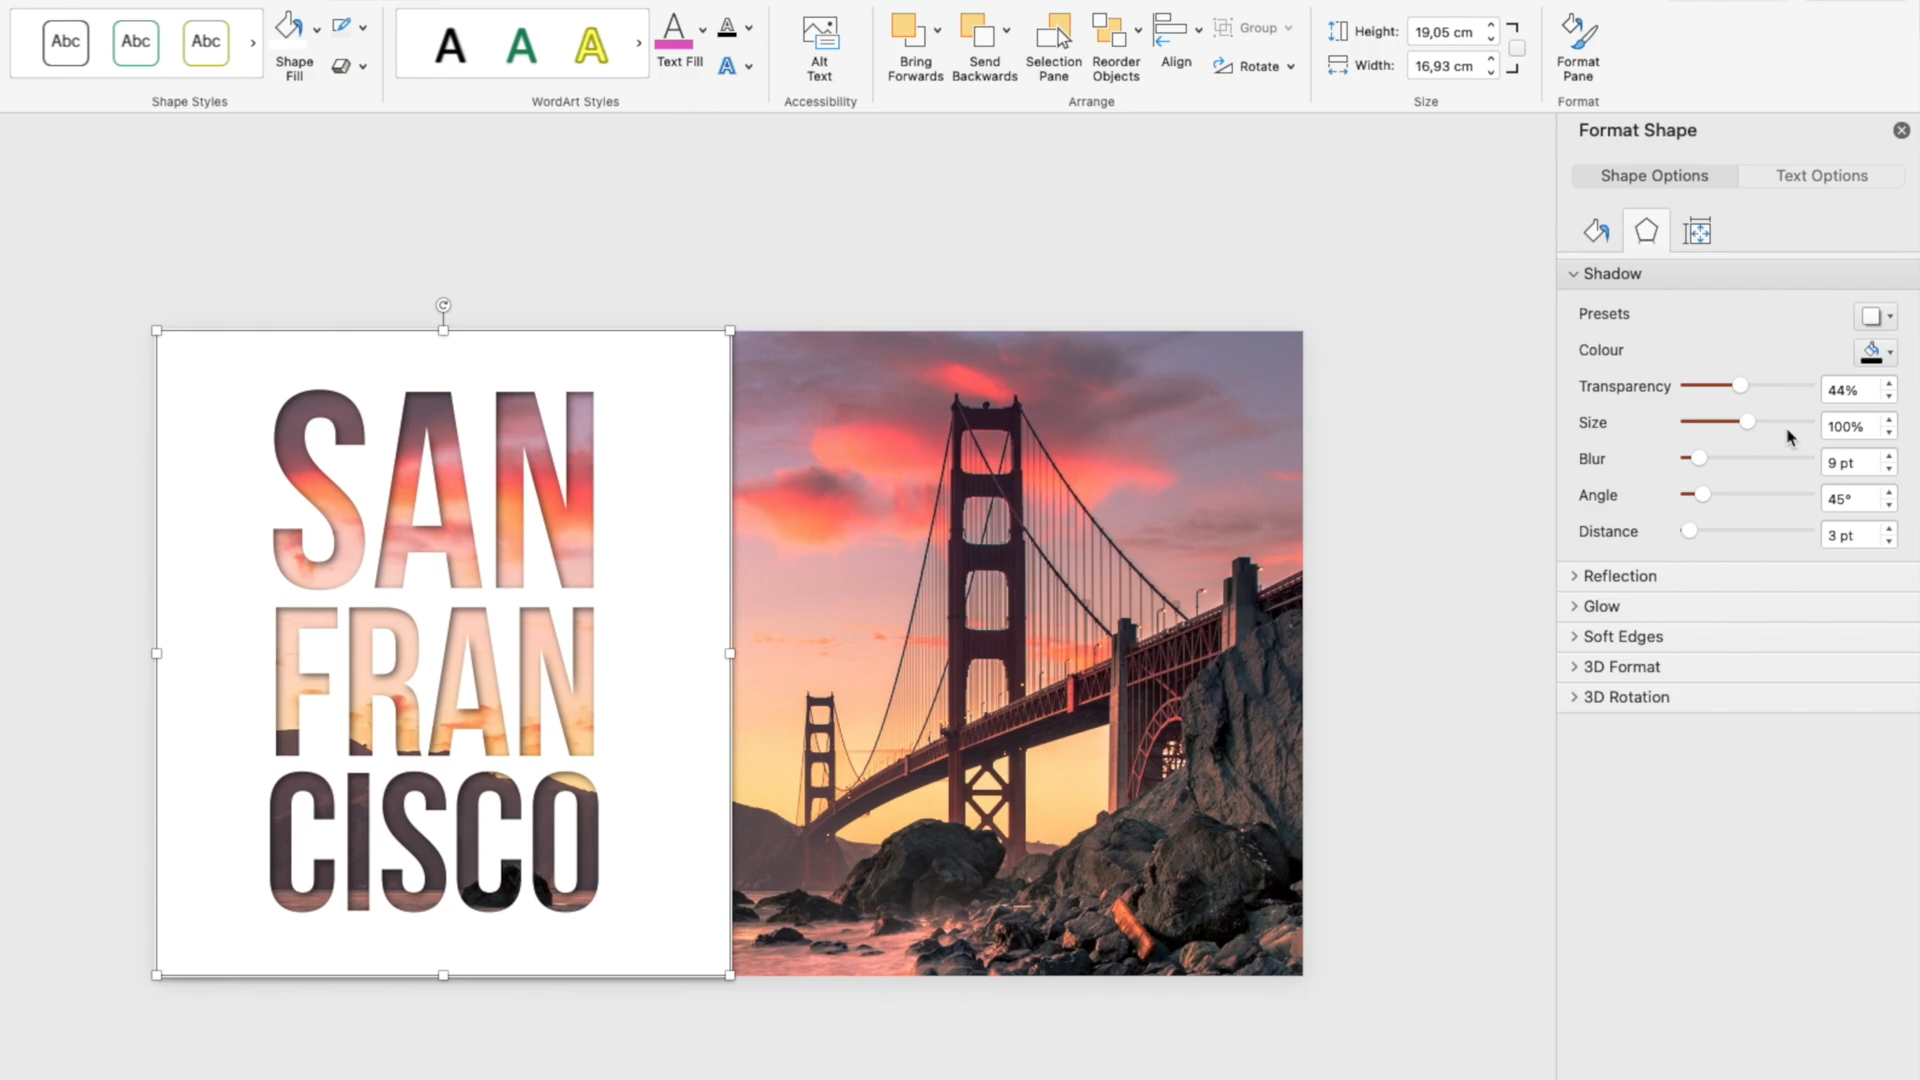 Abc Abc Abc
Shape
Fill
Shape Styles
A A A
WordArt Styles
A
Text Fill
A
A
Alt
Text
Accessibility
Bring
Forwards
Send
Backwards
Selection
Pane
Reorder
Objects
Align
Group
Rotate
Arrange
Height: 19,05 cm
Width: 16,93 cm
Size
Format
Pane
Format
Format Shape
Shape Options Text Options
Shadow
Presets
Colour
Transparency 44%
Size 100%
Blur 9 pt
Angle 45°
Distance 3 pt
Reflection
Glow
Soft Edges
3D Format
3D Rotation
SAN
FRAN
CISCO